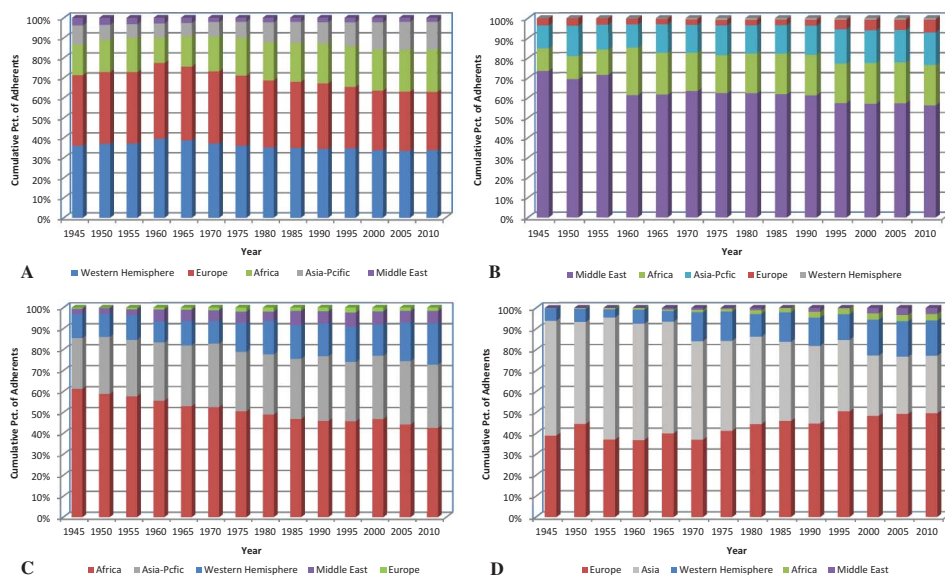 Cumulative Pct. of Adherents
100%
90%
80%
70%
60%
50%
40%
30%
20%
10%
0%
1945 1950 1955 1960 1965 1970 1975 1980 1985 1990 1995 2000 2005 2010
Year
A
Western Hemisphere Europe Africa Asia-Pcific Middle East
Cumulative Pct. of Adherents
100%
90%
80%
70%
60%
50%
40%
30%
20%
10%
0%
1945 1950 1955 1960 1965 1970 1975 1980 1985 1990 1995 2000 2005 2010
Year
B
Middle East Africa Asia-Pcfic Europe Western Hemisphere
Cumulative Pct. of Adherents
100%
90%
80%
70%
60%
50%
40%
30%
20%
10%
0%
1945 1950 1955 1960 1965 1970 1975 1980 1985 1990 1995 2000 2005 2010
Year
C
Africa Asia-Pcfic Western Hemisphere Middle East Europe
Cumulative Pct. of Adherents
100%
90%
80%
70%
60%
50%
40%
30%
20%
10%
0%
1945 1950 1955 1960 1965 1970 1975 1980 1985 1990 1995 2000 2005 2010
Year
D
Europe Asia Western Hemisphere Africa Middle East